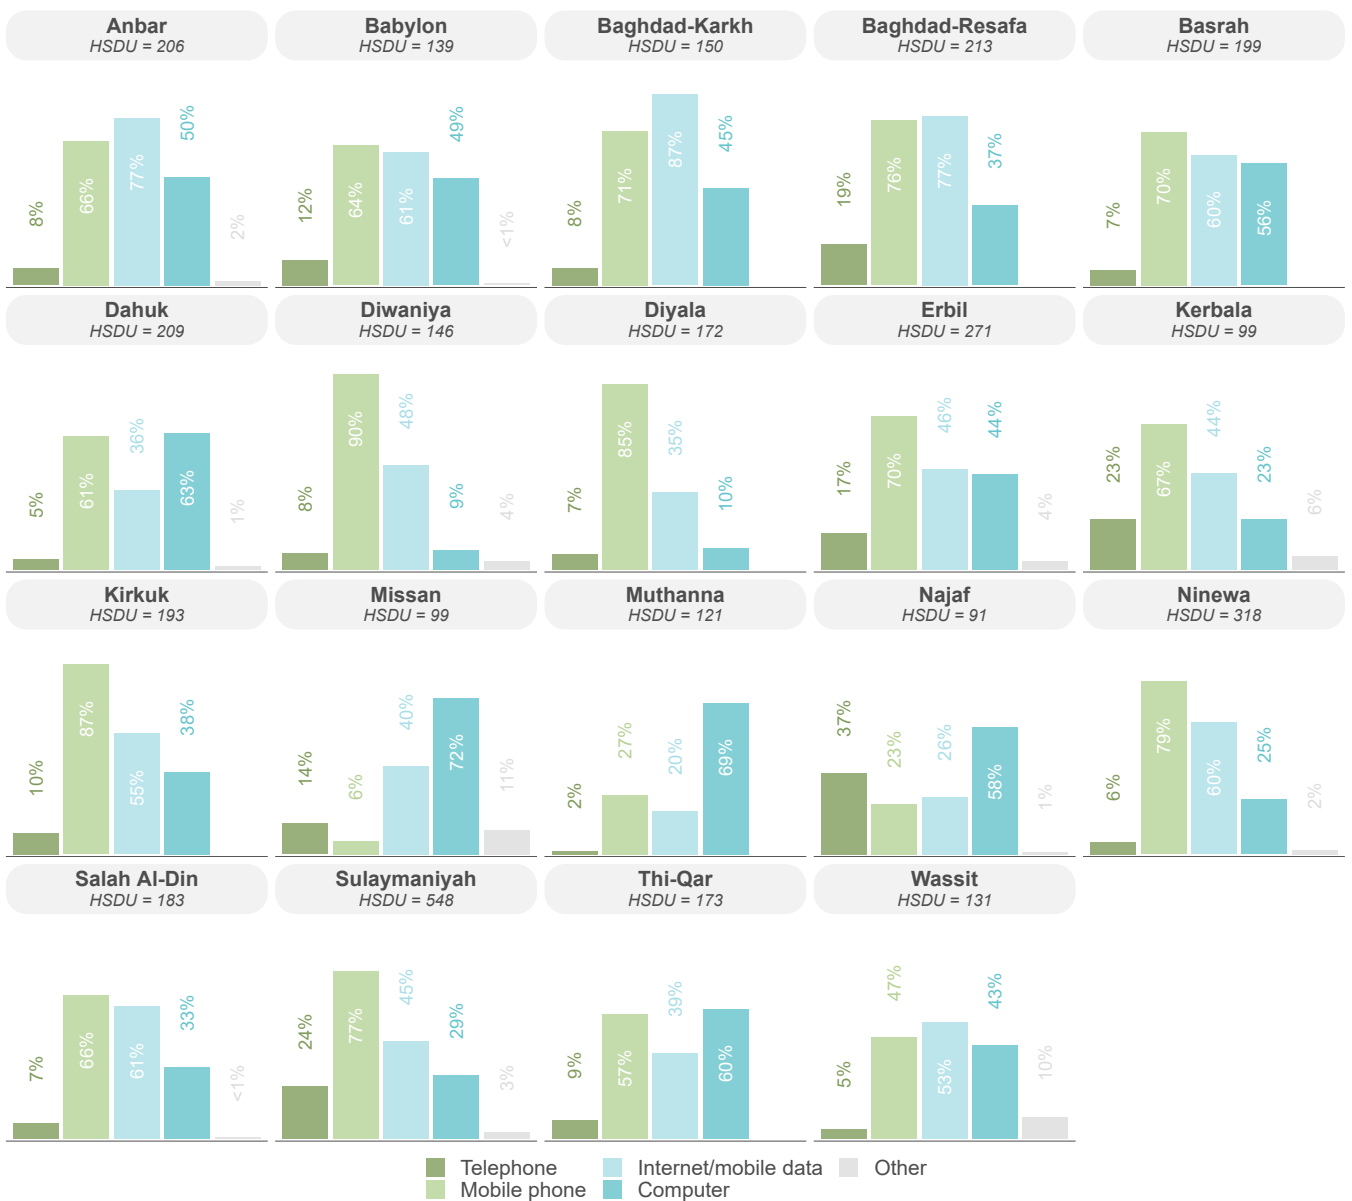 Anbar
HSDU = 206
Babylon
HSDU = 139
Baghdad-Karkh
HSDU = 150
Baghdad-Resafa
HSDU = 213
Basrah
HSDU = 199
8%
66%
77%
50%
2%
12%
64%
61%
49%
<1%
8%
71%
87%
45%
19%
76%
77%
37%
7%
70%
60%
56%
Dahuk
HSDU = 209
Diwaniya
HSDU = 146
Diyala
HSDU = 172
Erbil
HSDU = 271
Kerbala
HSDU = 99
5%
61%
36%
63%
1%
8%
90%
48%
9%
4%
7%
85%
35%
10%
17%
70%
46%
44%
4%
23%
67%
44%
23%
6%
Kirkuk
HSDU = 193
Missan
HSDU = 99
Muthanna
HSDU = 121
Najaf
HSDU = 91
Ninewa
HSDU = 318
10%
87%
55%
38%
14%
6%
40%
72%
11%
2%
27%
20%
69%
37%
23%
26%
58%
1%
6%
79%
60%
25%
2%
Salah Al-Din
HSDU = 183
Sulaymaniyah
HSDU = 548
Thi-Qar
HSDU = 173
Wassit
HSDU = 131
7%
66%
61%
33%
<1%
24%
77%
45%
29%
3%
9%
57%
39%
60%
5%
47%
53%
43%
10%
Telephone
Internet/mobile data
Other
Mobile phone
Computer